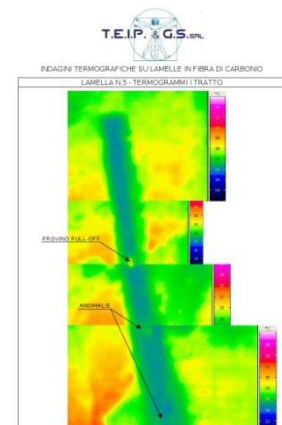 T.E.I.P. & G.S. SRL
INDAGINI TERMOGRAFICHE SU LAMELLE IN FIBRA DI CARBONIO
LAMELLA N.5 - TERMOGRAMMI I TRATTO
°C
PROVINO PULL-OFF
ANOMALIE
°C